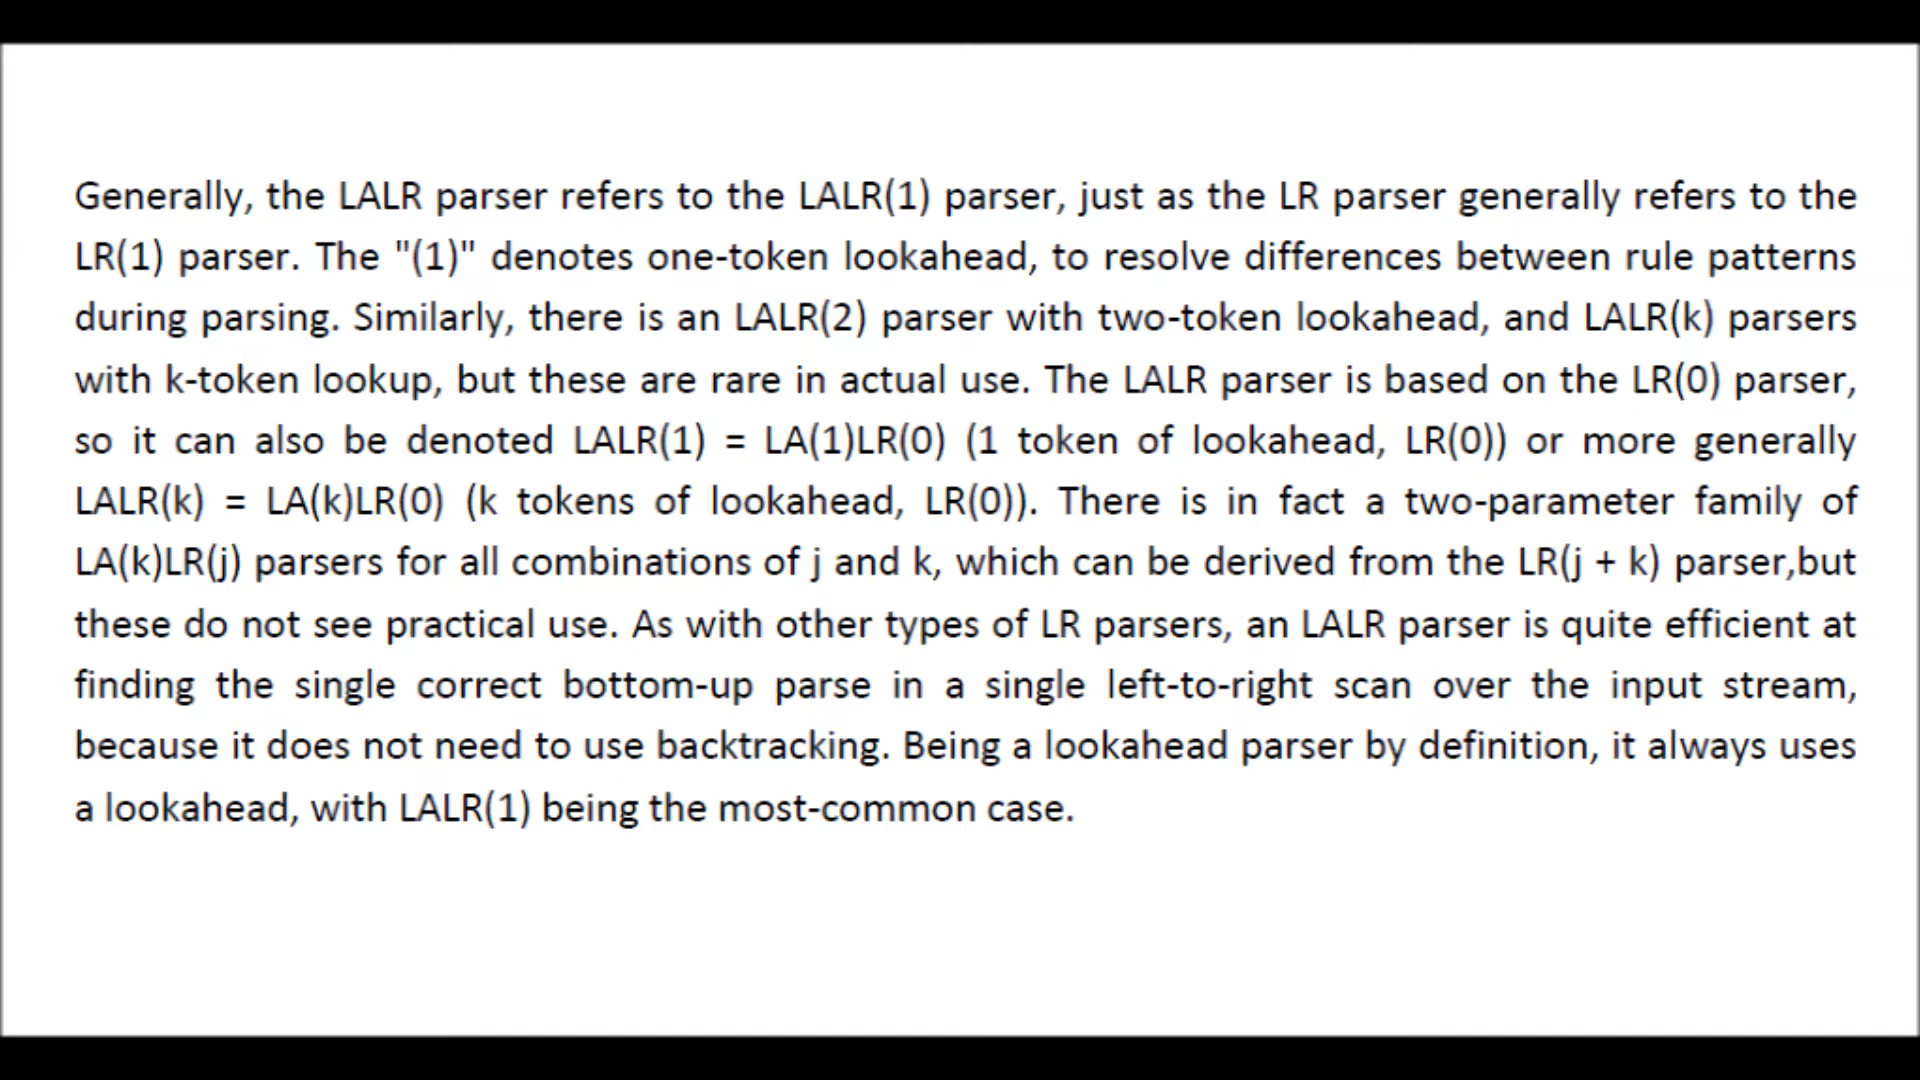 Generally, the LALR parser refers to the LALR(1) parser, just as the LR parser generally refers to the
LR(1) parser. The "(1)" denotes one-token lookahead, to resolve differences between rule patterns
during parsing. Similarly, there is an LALR(2) parser with two-token lookahead, and LALR(k) parsers
with k-token lookup, but these are rare in actual use. The LALR parser is based on the LR(0) parser,
so it can also be denoted LALR(1) = LA(1)LR(0) (1 token of lookahead, LR(0)) or more generally
LALR(k) = LA(k)LR(0) (k tokens of lookahead, LR(0)). There is in fact a two-parameter family of
LA(k)LR(j) parsers for all combinations of j and k, which can be derived from the LR(j + k) parser,but
these do not see practical use. As with other types of LR parsers, an LALR parser is quite efficient at
finding the single correct bottom-up parse in a single left-to-right scan over the input stream,
because it does not need to use backtracking. Being a lookahead parser by definition, it always uses
a lookahead, with LALR(1) being the most-common case.